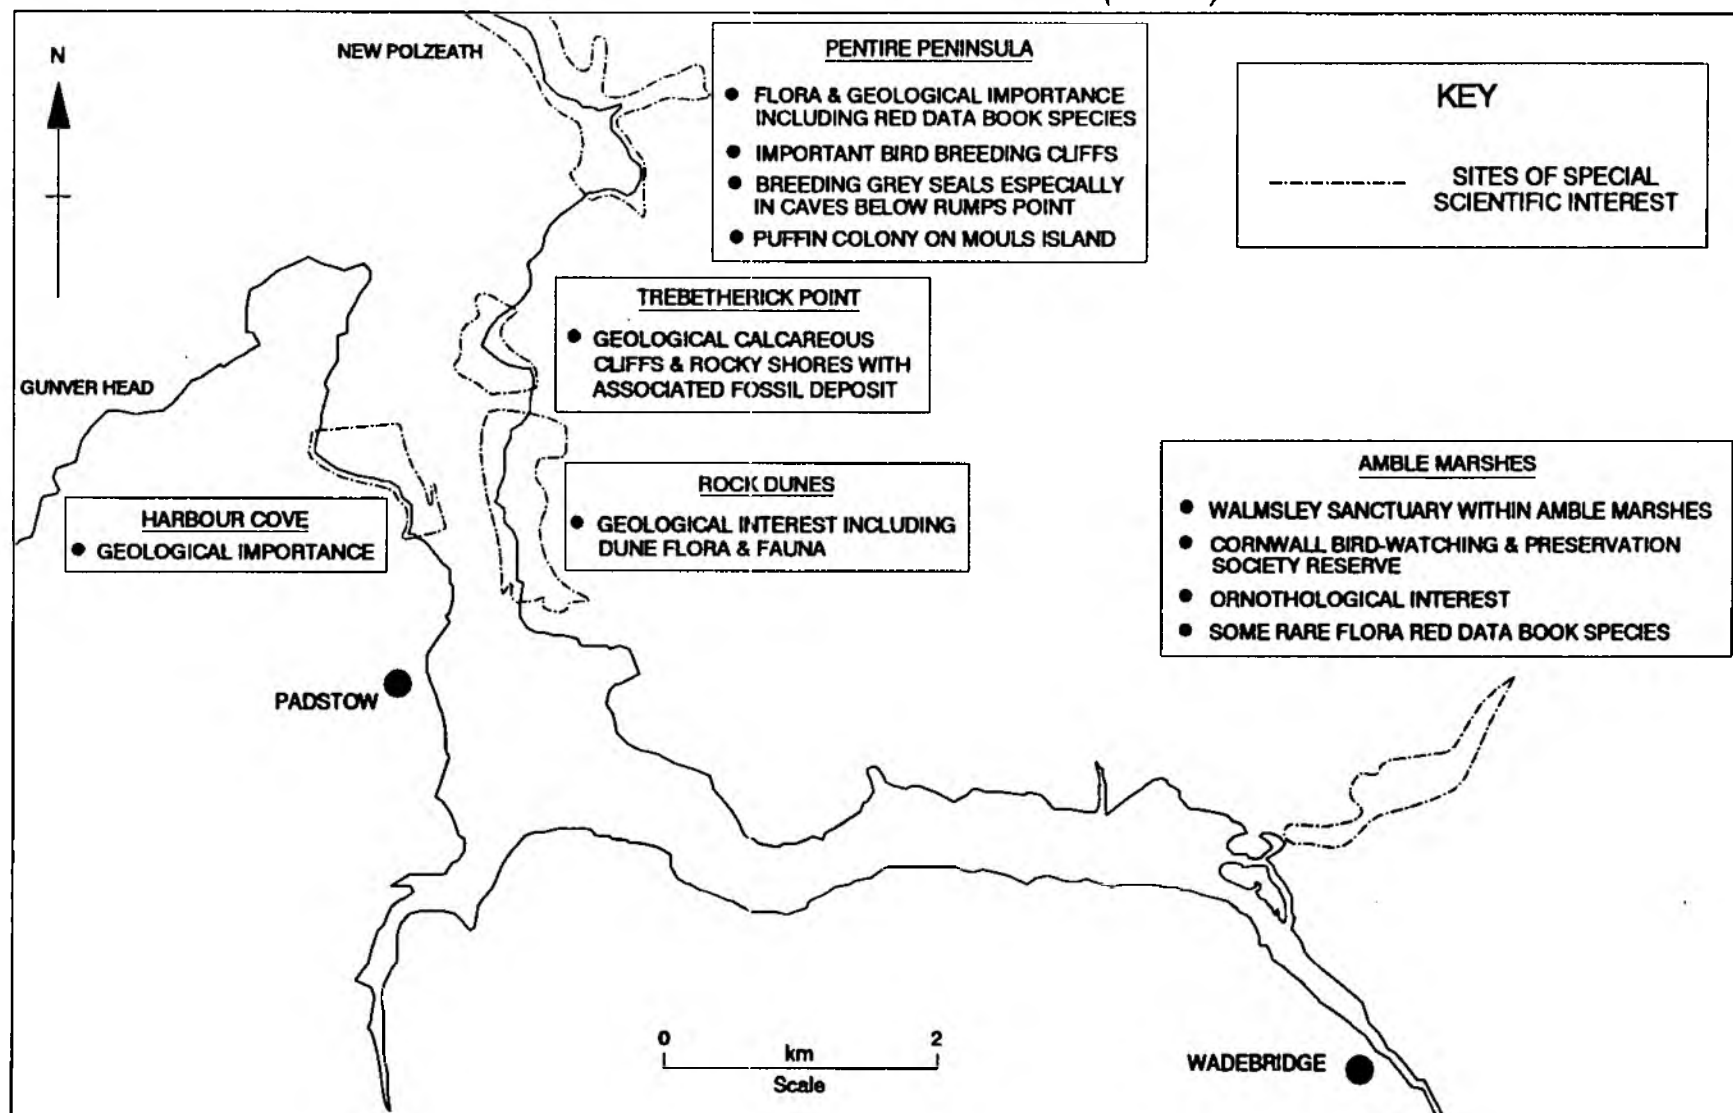 N
NEW POLZEATH
PENTIRE PENINSULA
● FLORA & GEOLOGICAL IMPORTANCE
INCLUDING RED DATA BOOK SPECIES
● IMPORTANT BIRD BREEDING CLIFFS
● BREEDING GREY SEALS ESPECIALLY
IN CAVES BELOW RUMPS POINT
● PUFFIN COLONY ON MOULS ISLAND
KEY
SITES OF SPECIAL
SCIENTIFIC INTEREST
TREBETHERICK POINT
● GEOLOGICAL CALCAREOUS
CLIFFS & ROCKY SHORES WITH
ASSOCIATED FOSSIL DEPOSIT
GUNVER HEAD
HARBOUR COVE
● GEOLOGICAL IMPORTANCE
ROCK DUNES
● GEOLOGICAL INTEREST INCLUDING
DUNE FLORA & FAUNA
AMBLE MARSHES
● WALMSLEY SANCTUARY WITHIN AMBLE MARSHES
● CORNWALL BIRD-WATCHING & PRESERVATION
SOCIETY RESERVE
● ORNOTHOLOGICAL INTEREST
● SOME RARE FLORA RED DATA BOOK SPECIES
PADSTOW
0 2
km
Scale
WADEBRIDGE